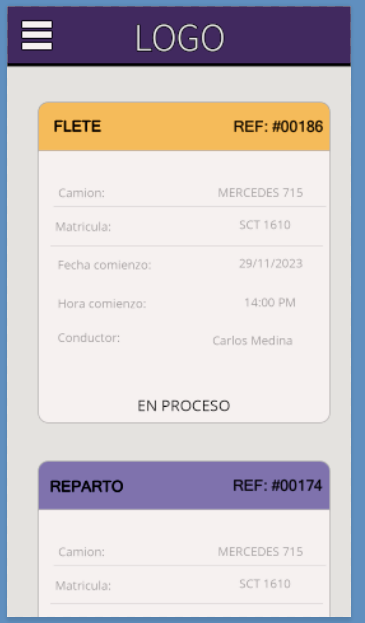 LOGO
FLETE REF: #00186
Camion: MERCEDES 715
Matricula: SCT 1610
Fecha comienzo: 29/11/2023
Hora comienzo: 14:00 PM
Conductor: Carlos Medina
EN PROCESO
REPARTO REF: #00174
Camion: MERCEDES 715
Matricula: SCT 1610